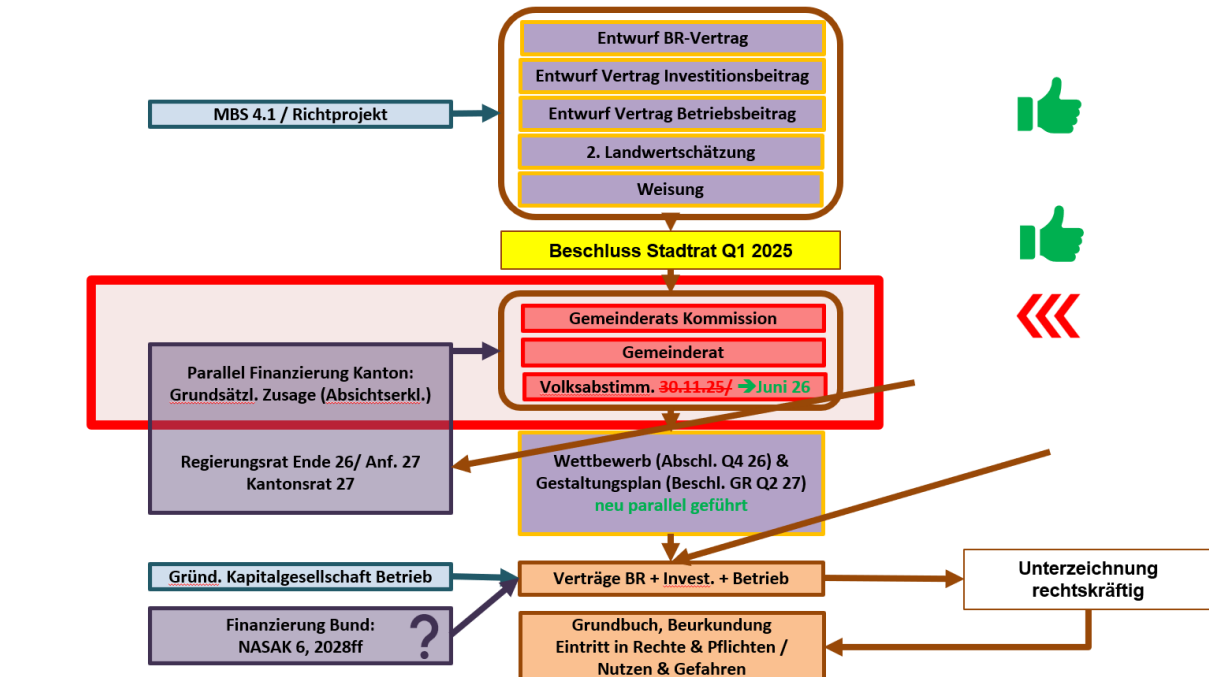 Entwurf BR-Vertrag
Entwurf Vertrag Investitionsbeitrag
MBS 4.1 / Richtprojekt
Entwurf Vertrag Betriebsbeitrag
2. Landwertschätzung
Weisung
Beschluss Stadtrat Q1 2025
Gemeinderats Kommission
Gemeinderat
Volksabstimm. 30.11.25/ ➔Juni 26
Parallel Finanzierung Kanton:
Grundsätzl. Zusage (Absichtserkl.)
Regierungsrat Ende 26/ Anf. 27
Kantonsrat 27
Wettbewerb (Abschl. Q4 26) &
Gestaltungsplan (Beschl. GR Q2 27)
neu parallel geführt
Gründ. Kapitalgesellschaft Betrieb
Verträge BR + Invest. + Betrieb
Unterzeichnung
rechtskräftig
Finanzierung Bund:
NASAK 6, 2028ff
?
Grundbuch, Beurkundung
Eintritt in Rechte & Pflichten /
Nutzen & Gefahren